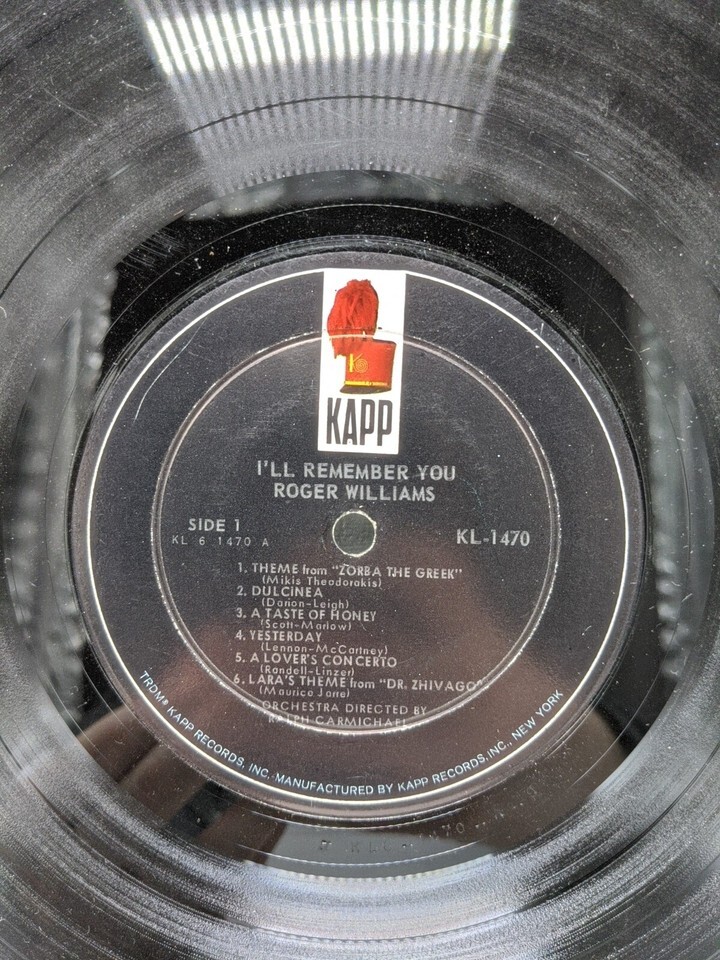 KAPP
I'LL REMEMBER YOU
ROGER WILLIAMS
SIDE 1
KL 6 1470 A
KL-1470
1. THEME from "ZORBA THE GREEK"
(Mikis Theodorakis)
2. DULCINEA
(Darion-Leigh)
3. A TASTE OF HONEY
(Scott-Marlow)
4. YESTERDAY
(Lennon-McCartney)
5. A LOVER'S CONCERTO
(Randell-Linzer)
6. LARA'S THEME from "DR. ZHIVAGO"
(Maurice Jarre)
ORCHESTRA DIRECTED BY
RALPH CARMICHAEL
TRDM® KAPP RECORDS, INC. MANUFACTURED BY KAPP RECORDS, INC., NEW YORK